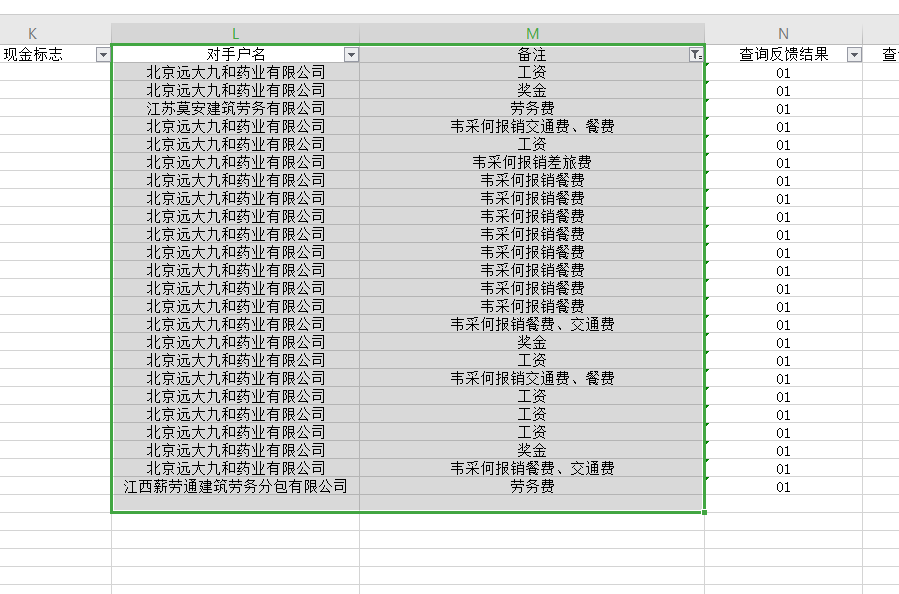 K L M N
现金标志 对手户名 备注 查询反馈结果 查
北京远大九和药业有限公司 工资 01
北京远大九和药业有限公司 奖金 01
江苏莫安建筑劳务有限公司 劳务费 01
北京远大九和药业有限公司 韦采何报销交通费、餐费 01
北京远大九和药业有限公司 工资 01
北京远大九和药业有限公司 韦采何报销差旅费 01
北京远大九和药业有限公司 韦采何报销餐费 01
北京远大九和药业有限公司 韦采何报销餐费 01
北京远大九和药业有限公司 韦采何报销餐费 01
北京远大九和药业有限公司 韦采何报销餐费 01
北京远大九和药业有限公司 韦采何报销餐费 01
北京远大九和药业有限公司 韦采何报销餐费 01
北京远大九和药业有限公司 韦采何报销餐费 01
北京远大九和药业有限公司 韦采何报销餐费 01
北京远大九和药业有限公司 韦采何报销餐费、交通费 01
北京远大九和药业有限公司 奖金 01
北京远大九和药业有限公司 工资 01
北京远大九和药业有限公司 韦采何报销交通费、餐费 01
北京远大九和药业有限公司 工资 01
北京远大九和药业有限公司 工资 01
北京远大九和药业有限公司 工资 01
北京远大九和药业有限公司 奖金 01
北京远大九和药业有限公司 韦采何报销餐费、交通费 01
江西薪劳通建筑劳务分包有限公司 劳务费 01